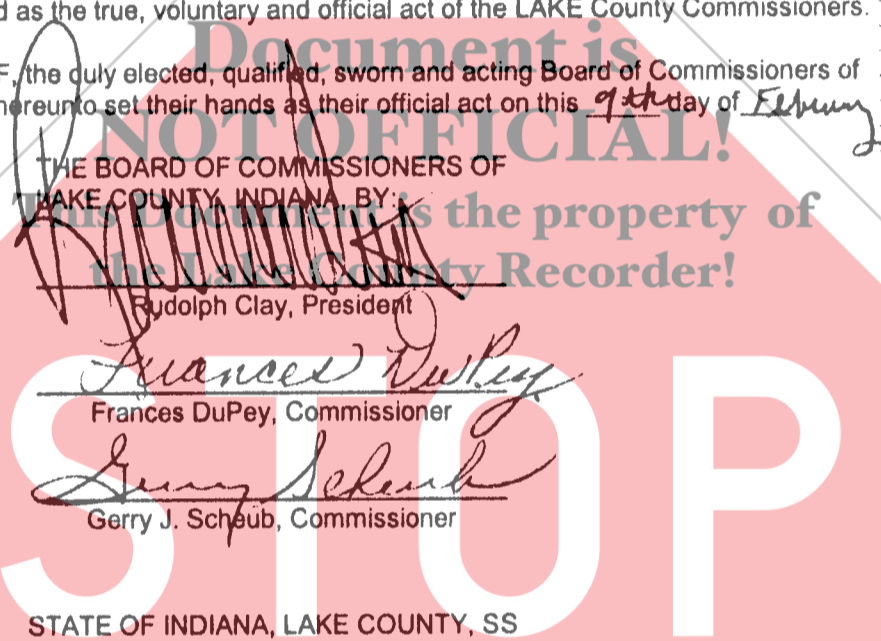 d as the true, voluntary and official act of the LAKE County Commissioners.
Document is
F, the duly elected, qualified, sworn and acting Board of Commissioners of
hereunto set their hands as their official act on this 9th day of February
NOT OFFICIAL!
THE BOARD OF COMMISSIONERS OF
LAKE COUNTY, INDIANA, BY:
This Document is the property of
the Lake County Recorder!
Rudolph Clay, President
Frances DuPey
Frances DuPey, Commissioner
Gerry Scheub
Gerry J. Scheub, Commissioner
STOP
STATE OF INDIANA, LAKE COUNTY, SS